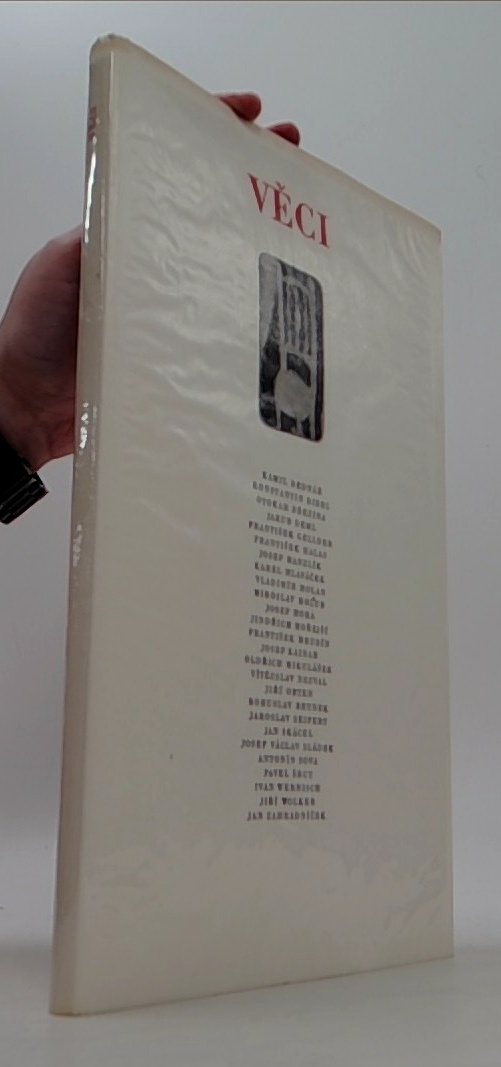 VĚCI
KAMIL BEDNÁŘ
KONSTANTIN BIEBL
OTOKAR BŘEZINA
JAKUB DEML
FRANTIŠEK GELLNER
FRANTIŠEK HALAS
JOSEF HANZLÍK
KAREL HLAVÁČEK
VLADIMÍR HOLAN
MIROSLAV HOLUB
JOSEF HORA
JINDŘICH HOŘEJŠÍ
FRANTIŠEK HRUBÍN
JOSEF KAINAR
OLDŘICH MIKULÁŠEK
VÍTĚZSLAV NEZVAL
JIŘÍ ORTEN
BOHUSLAV REYNEK
JAROSLAV SEIFERT
JAN SKÁCEL
JOSEF VÁCLAV SLÁDEK
ANTONÍN SOVA
PAVEL ŠRUT
IVAN WERNISCH
JIŘÍ WOLKER
JAN ZAHRADNÍČEK